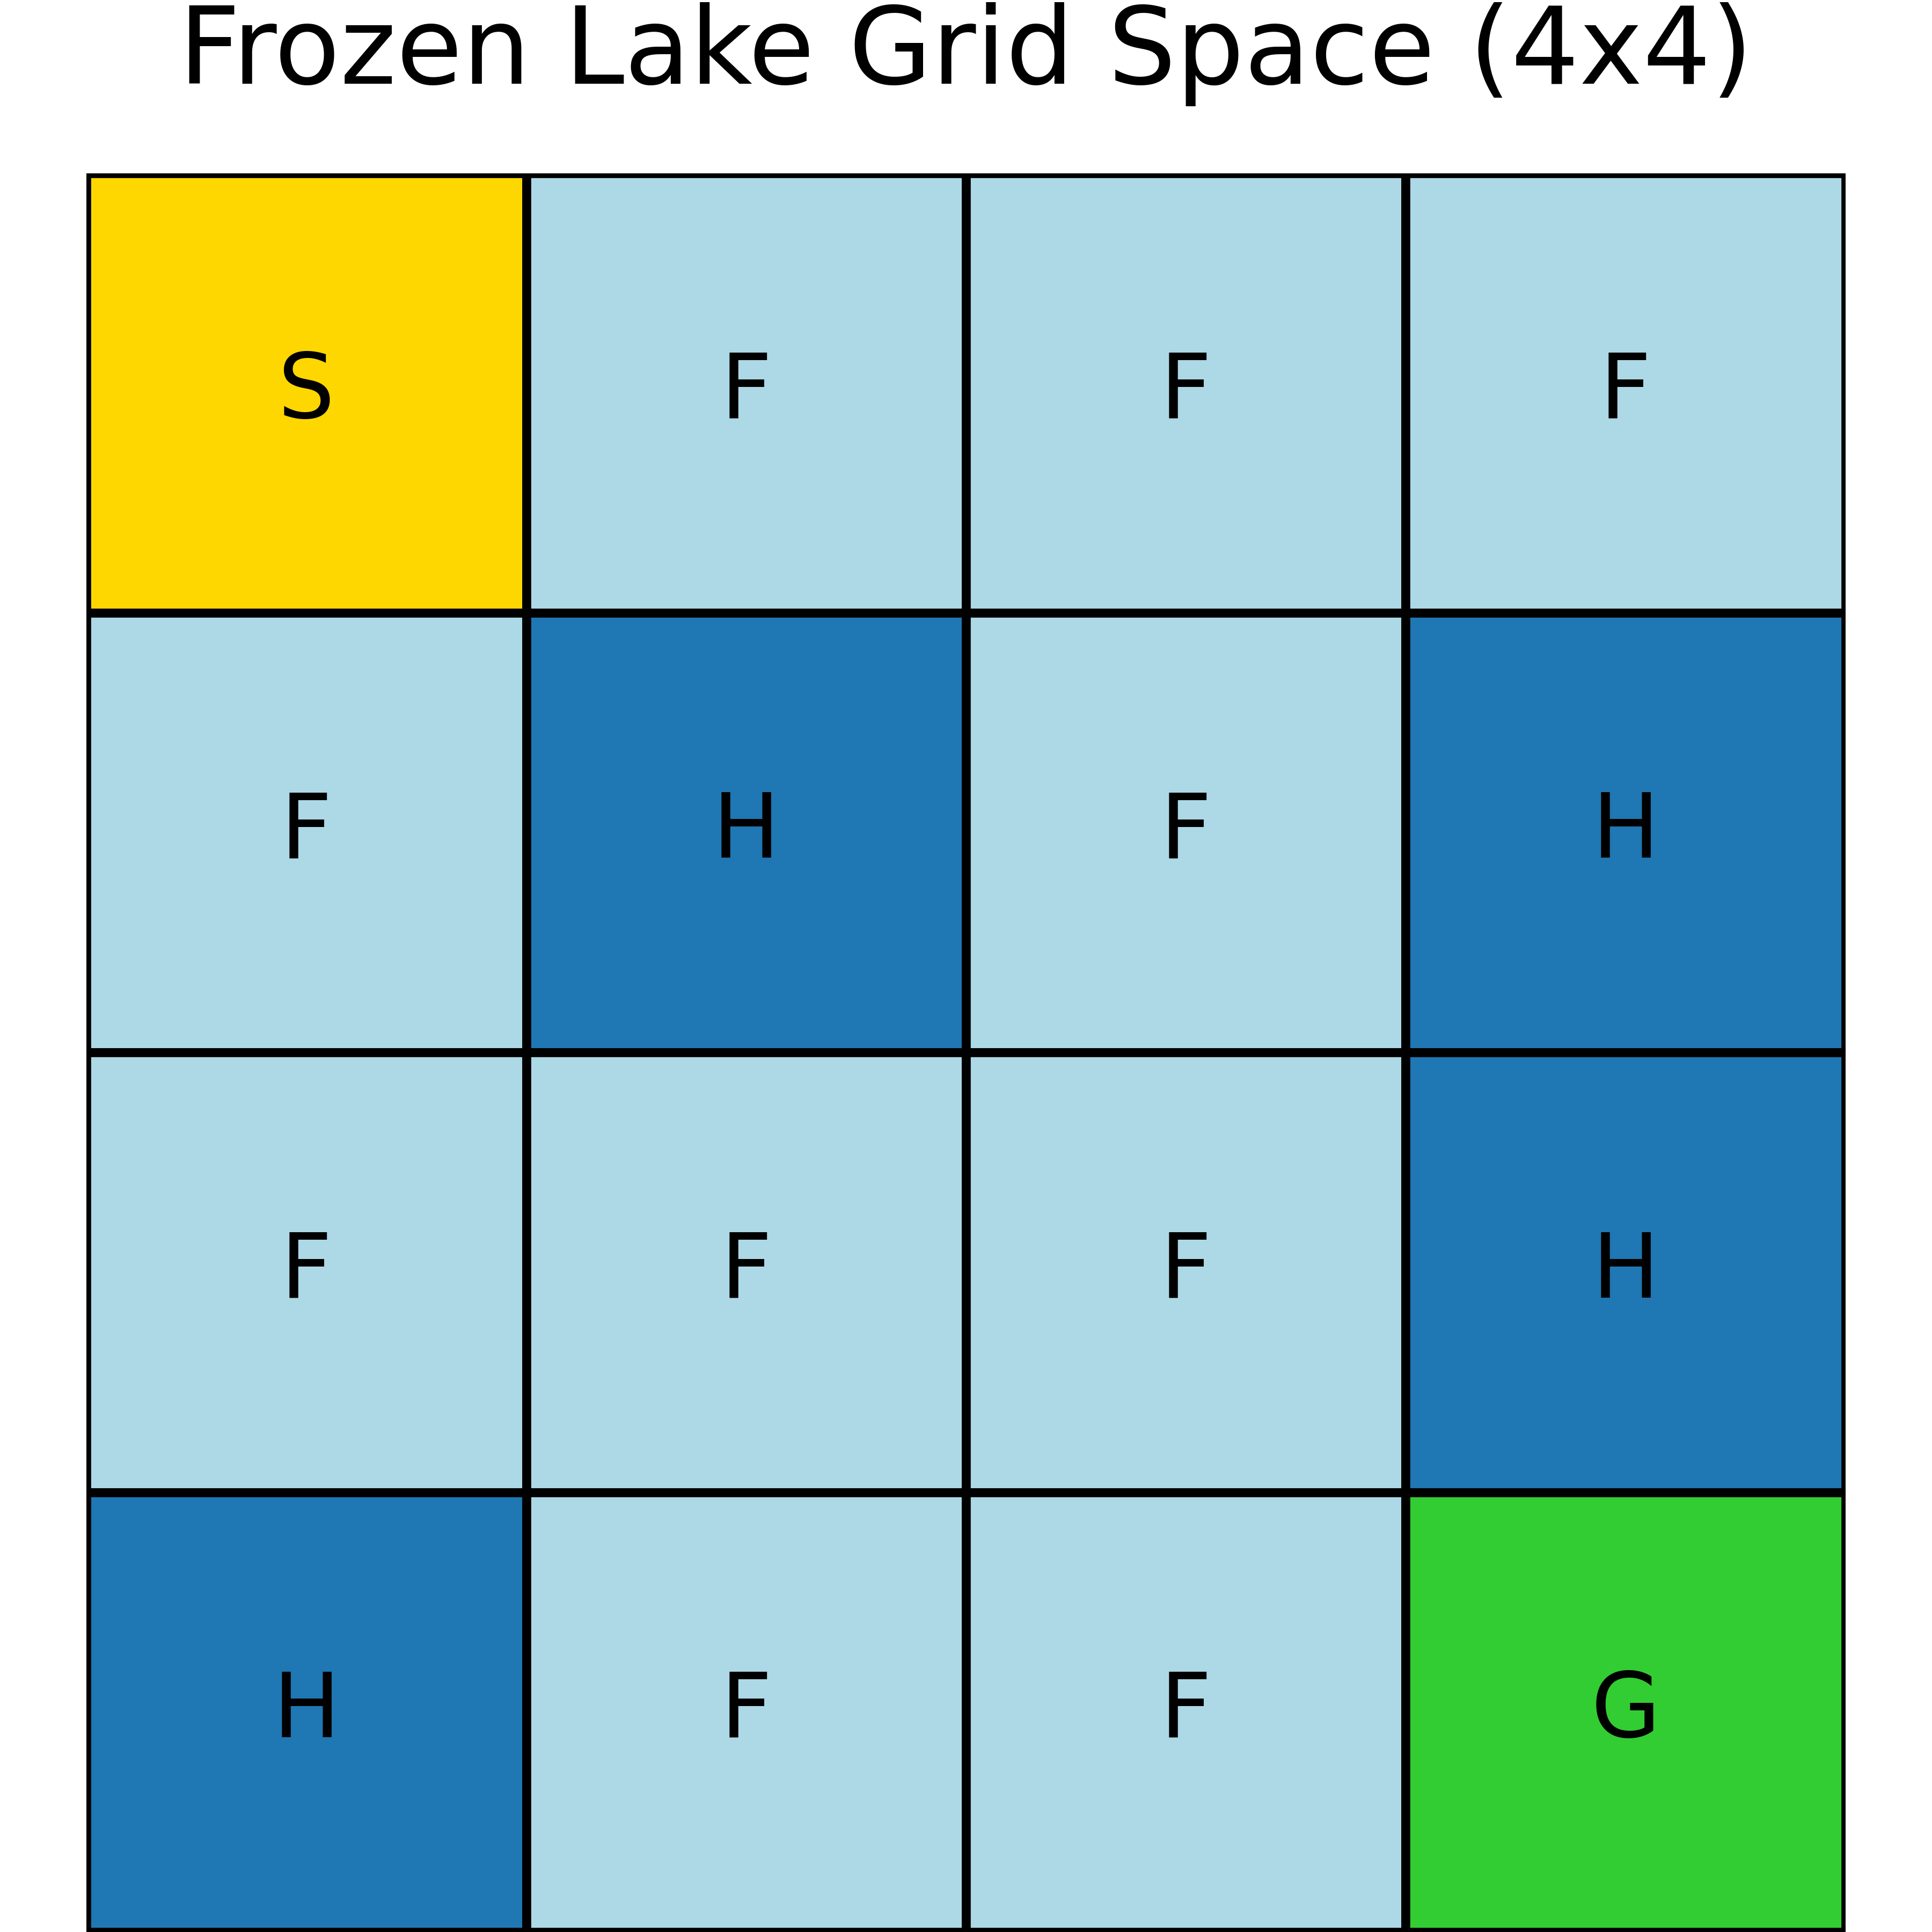 Frozen Lake Grid Space (4x4)
S F F F
F H F H
F F F H
H F F G